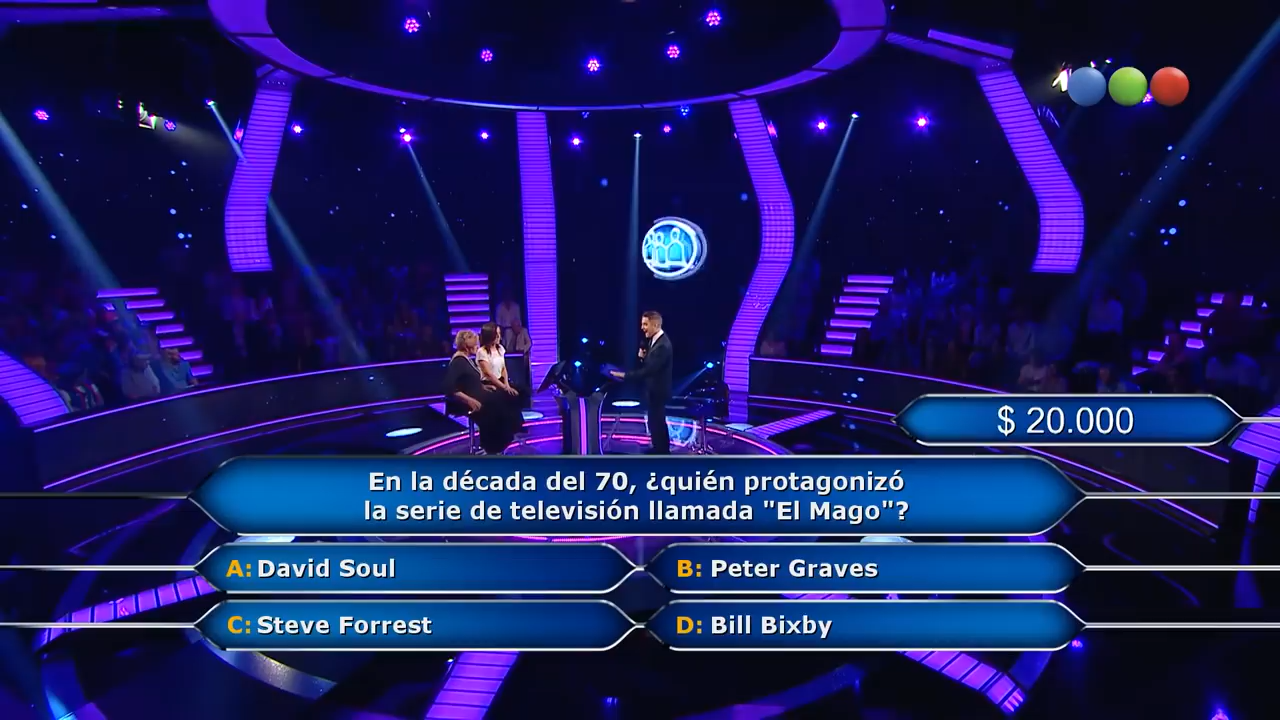 $ 20.000
En la década del 70, ¿quién protagonizó
la serie de televisión llamada "El Mago"?
A: David Soul
B: Peter Graves
C: Steve Forrest
D: Bill Bixby